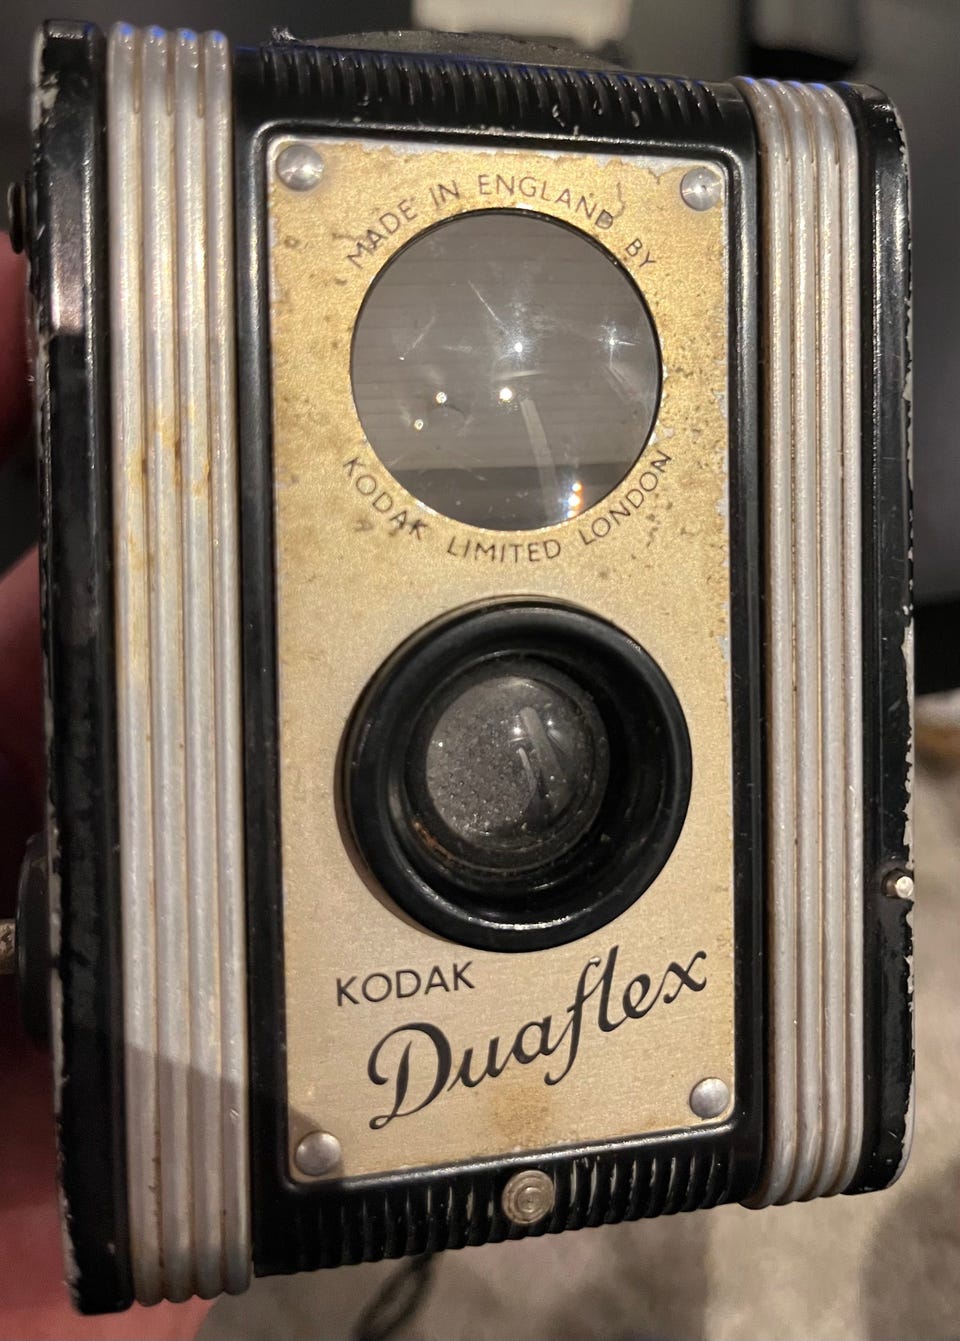 MADE IN ENGLAND BY
KODAK LIMITED LONDON
KODAK
Duaflex